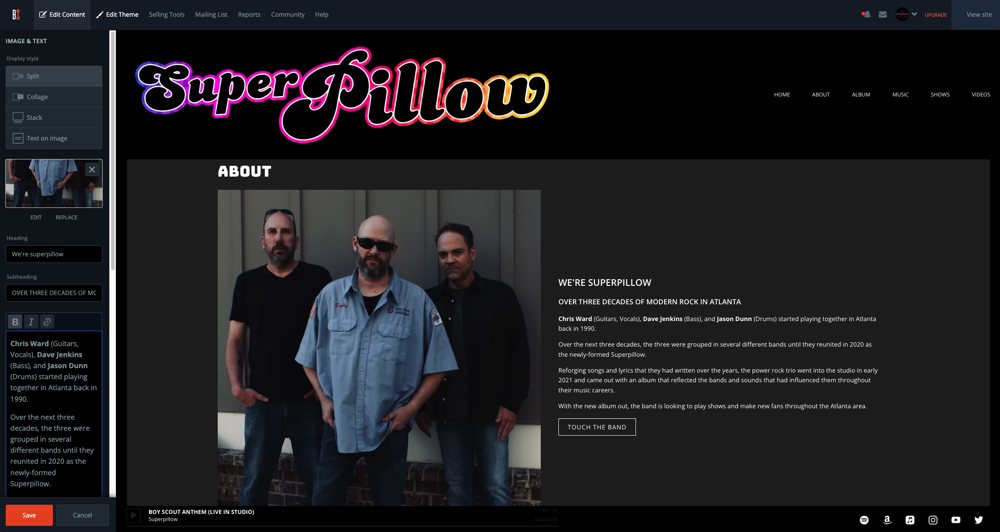 BZ
Edit Content
Edit Theme
Selling Tools
Mailing List
Reports
Community
Help
UPGRADE
View site
IMAGE & TEXT
Display style
Split
Collage
Stack
Text on image
EDIT
REPLACE
Heading
We're superpillow
Subheading
OVER THREE DECADES OF MO
B I
Chris Ward (Guitars,
Vocals), Dave Jenkins
(Bass), and Jason Dunn
(Drums) started playing
together in Atlanta back in
1990.
Over the next three
decades, the three were
grouped in several
different bands until they
reunited in 2020 as the
newly-formed
Superpillow.
Save
Cancel
SuperPillow
HOME
ABOUT
ALBUM
MUSIC
SHOWS
VIDEOS
ABOUT
Bobby
BOYD BROS.
WE'RE SUPERPILLOW
OVER THREE DECADES OF MODERN ROCK IN ATLANTA
Chris Ward (Guitars, Vocals), Dave Jenkins (Bass), and Jason Dunn (Drums) started playing together in Atlanta
back in 1990.
Over the next three decades, the three were grouped in several different bands until they reunited in 2020 as
the newly-formed Superpillow.
Reforging songs and lyrics that they had written over the years, the power rock trio went into the studio in early
2021 and came out with an album that reflected the bands and sounds that had influenced them throughout
their music careers.
With the new album out, the band is looking to play shows and make new fans throughout the Atlanta area.
TOUCH THE BAND
BOY SCOUT ANTHEM (LIVE IN STUDIO)
Superpillow
0:00/3:18